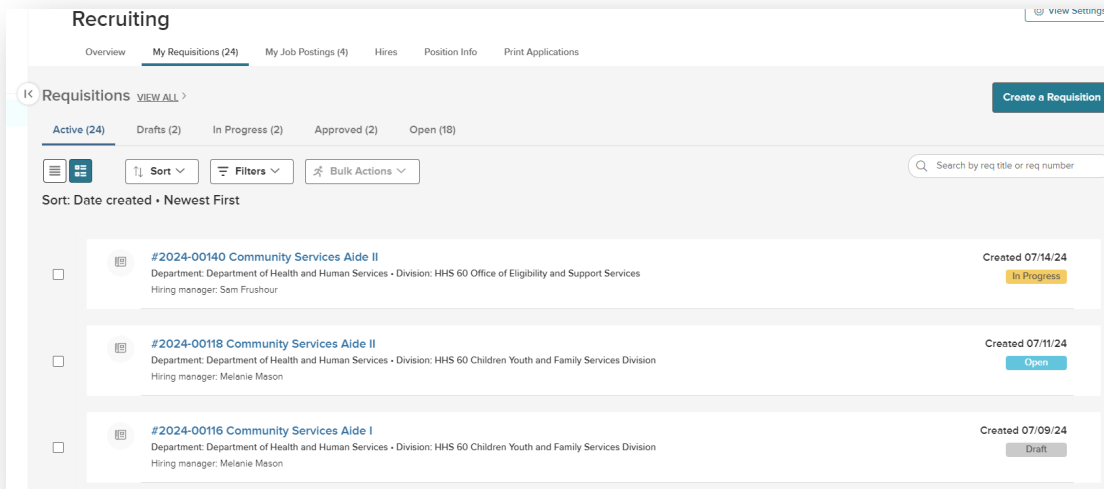 Recruiting
View Settings
Overview My Requisitions (24) My Job Postings (4) Hires Position Info Print Applications
Requisitions VIEW ALL >
Create a Requisition
Active (24) Drafts (2) In Progress (2) Approved (2) Open (18)
Sort Filters Bulk Actions
Search by req title or req number
Sort: Date created • Newest First
#2024-00140 Community Services Aide II
Created 07/14/24
Department: Department of Health and Human Services • Division: HHS 60 Office of Eligibility and Support Services
In Progress
Hiring manager: Sam Frushour
#2024-00118 Community Services Aide II
Created 07/11/24
Department: Department of Health and Human Services • Division: HHS 60 Children Youth and Family Services Division
Open
Hiring manager: Melanie Mason
#2024-00116 Community Services Aide I
Created 07/09/24
Department: Department of Health and Human Services • Division: HHS 60 Children Youth and Family Services Division
Draft
Hiring manager: Melanie Mason